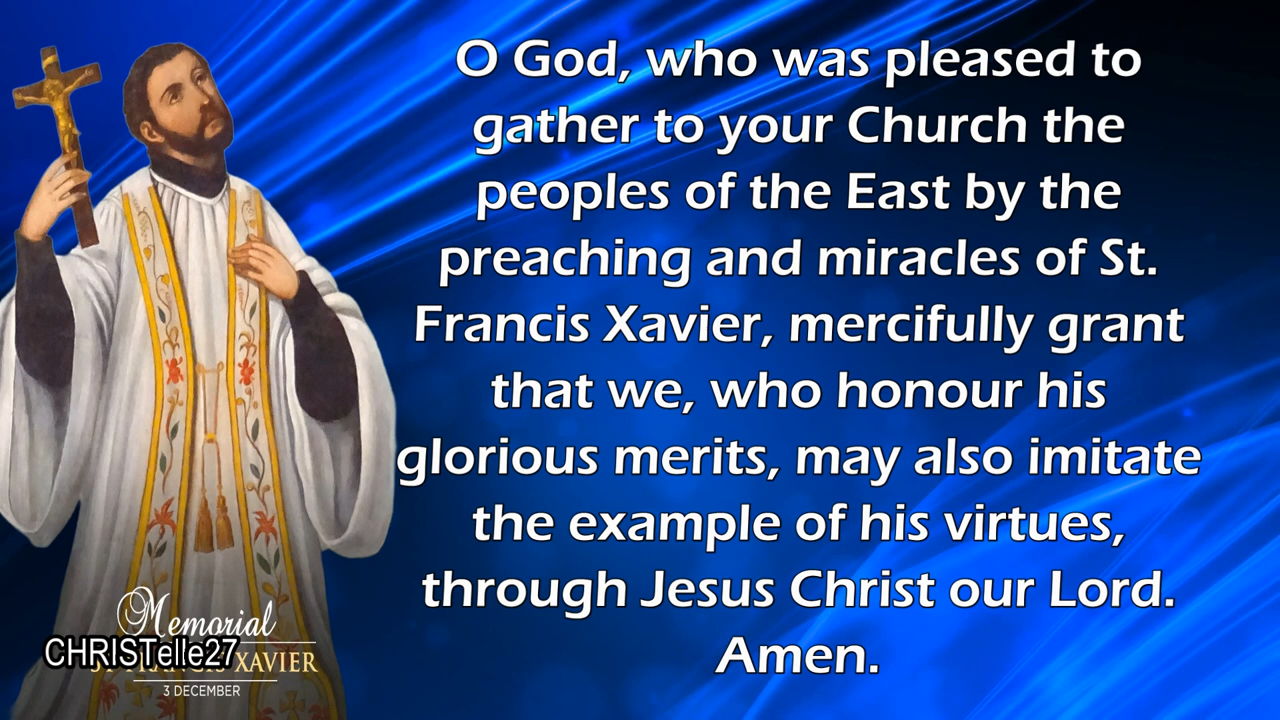 O God, who was pleased to
gather to your Church the
peoples of the East by the
preaching and miracles of St.
Francis Xavier, mercifully grant
that we, who honour his
glorious merits, may also imitate
the example of his virtues,
through Jesus Christ our Lord.
Amen.
Memorial
CHRISTelle27
ST FRANCIS XAVIER
3 DECEMBER